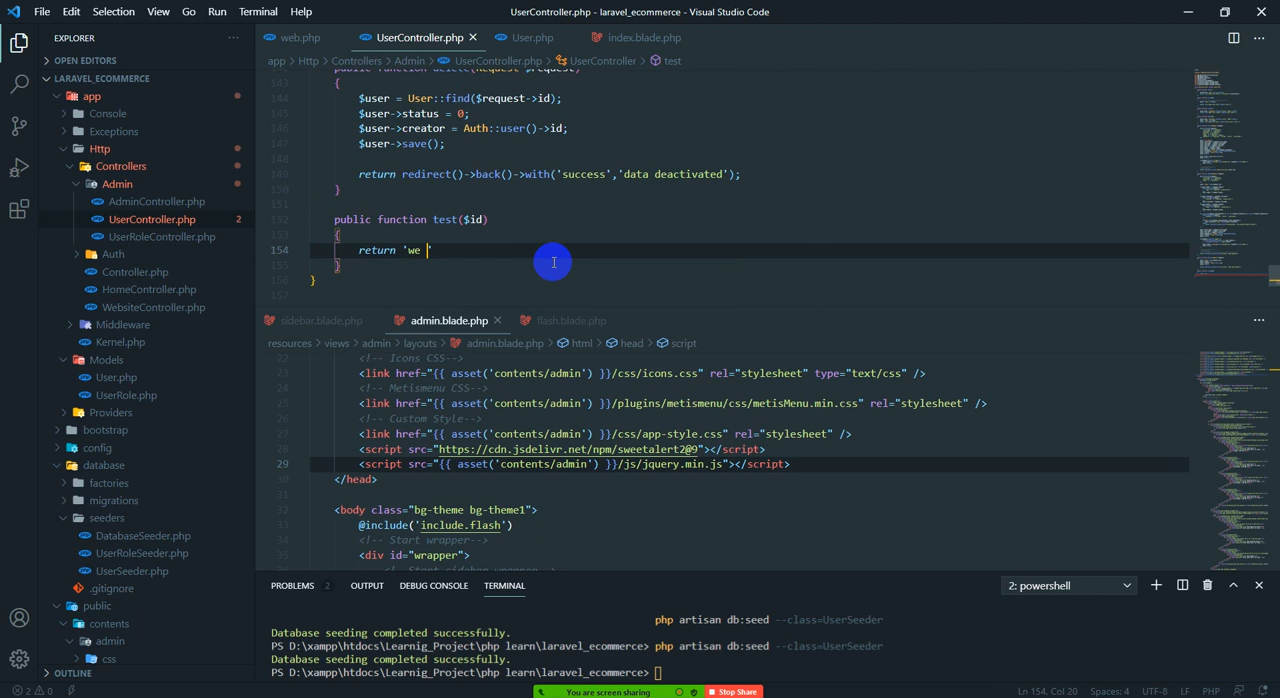 File Edit Selection View Go Run Terminal Help
UserController.php - laravel_ecommerce - Visual Studio Code
EXPLORER
OPEN EDITORS
LARAVEL_ECOMMERCE
app
Console
Exceptions
Http
Controllers
Admin
AdminController.php
UserController.php 2
UserRoleController.php
Auth
Controller.php
HomeController.php
WebsiteController.php
Middleware
Kernel.php
Models
User.php
UserRole.php
Providers
bootstrap
config
database
factories
migrations
seeders
DatabaseSeeder.php
UserRoleSeeder.php
UserSeeder.php
.gitignore
public
contents
admin
css
OUTLINE
web.php UserController.php User.php index.blade.php
app > Http > Controllers > Admin > UserController.php > UserController > test
public function delete(Request $request)
143 {
144 $user = User::find($request->id);
145 $user->status = 0;
146 $user->creator = Auth::user()->id;
147 $user->save();
148
149 return redirect()->back()->with('success','data deactivated');
150 }
151
152 public function test($id)
153 {
154 return 'we '
155 }
156 }
157
sidebar.blade.php admin.blade.php flash.blade.php
resources > views > admin > layouts > admin.blade.php > html > head > script
22 <!-- Icons CSS-->
23 <link href="{{ asset('contents/admin') }}/css/icons.css" rel="stylesheet" type="text/css" />
24 <!-- Metismenu CSS-->
25 <link href="{{ asset('contents/admin') }}/plugins/metismenu/css/metisMenu.min.css" rel="stylesheet" />
26 <!-- Custom Style-->
27 <link href="{{ asset('contents/admin') }}/css/app-style.css" rel="stylesheet" />
28 <script src="https://cdn.jsdelivr.net/npm/sweetalert2@9"></script>
29 <script src="{{ asset('contents/admin') }}/js/jquery.min.js"></script>
30 </head>
31
32 <body class="bg-theme bg-theme1">
33 @include('include.flash')
34 <!-- Start wrapper-->
35 <div id="wrapper">
<!-- Start sidebar wrapper-->
PROBLEMS 2 OUTPUT DEBUG CONSOLE TERMINAL
2: powershell
php artisan db:seed --class=UserSeeder
Database seeding completed successfully.
PS D:\xampp\htdocs\Learnig_Project\php learn\laravel_ecommerce> php artisan db:seed --class=UserSeeder
Database seeding completed successfully.
PS D:\xampp\htdocs\Learnig_Project\php learn\laravel_ecommerce>
You are screen sharing Stop Share
2 0 Ln 154, Col 20 Spaces: 4 UTF-8 LF PHP